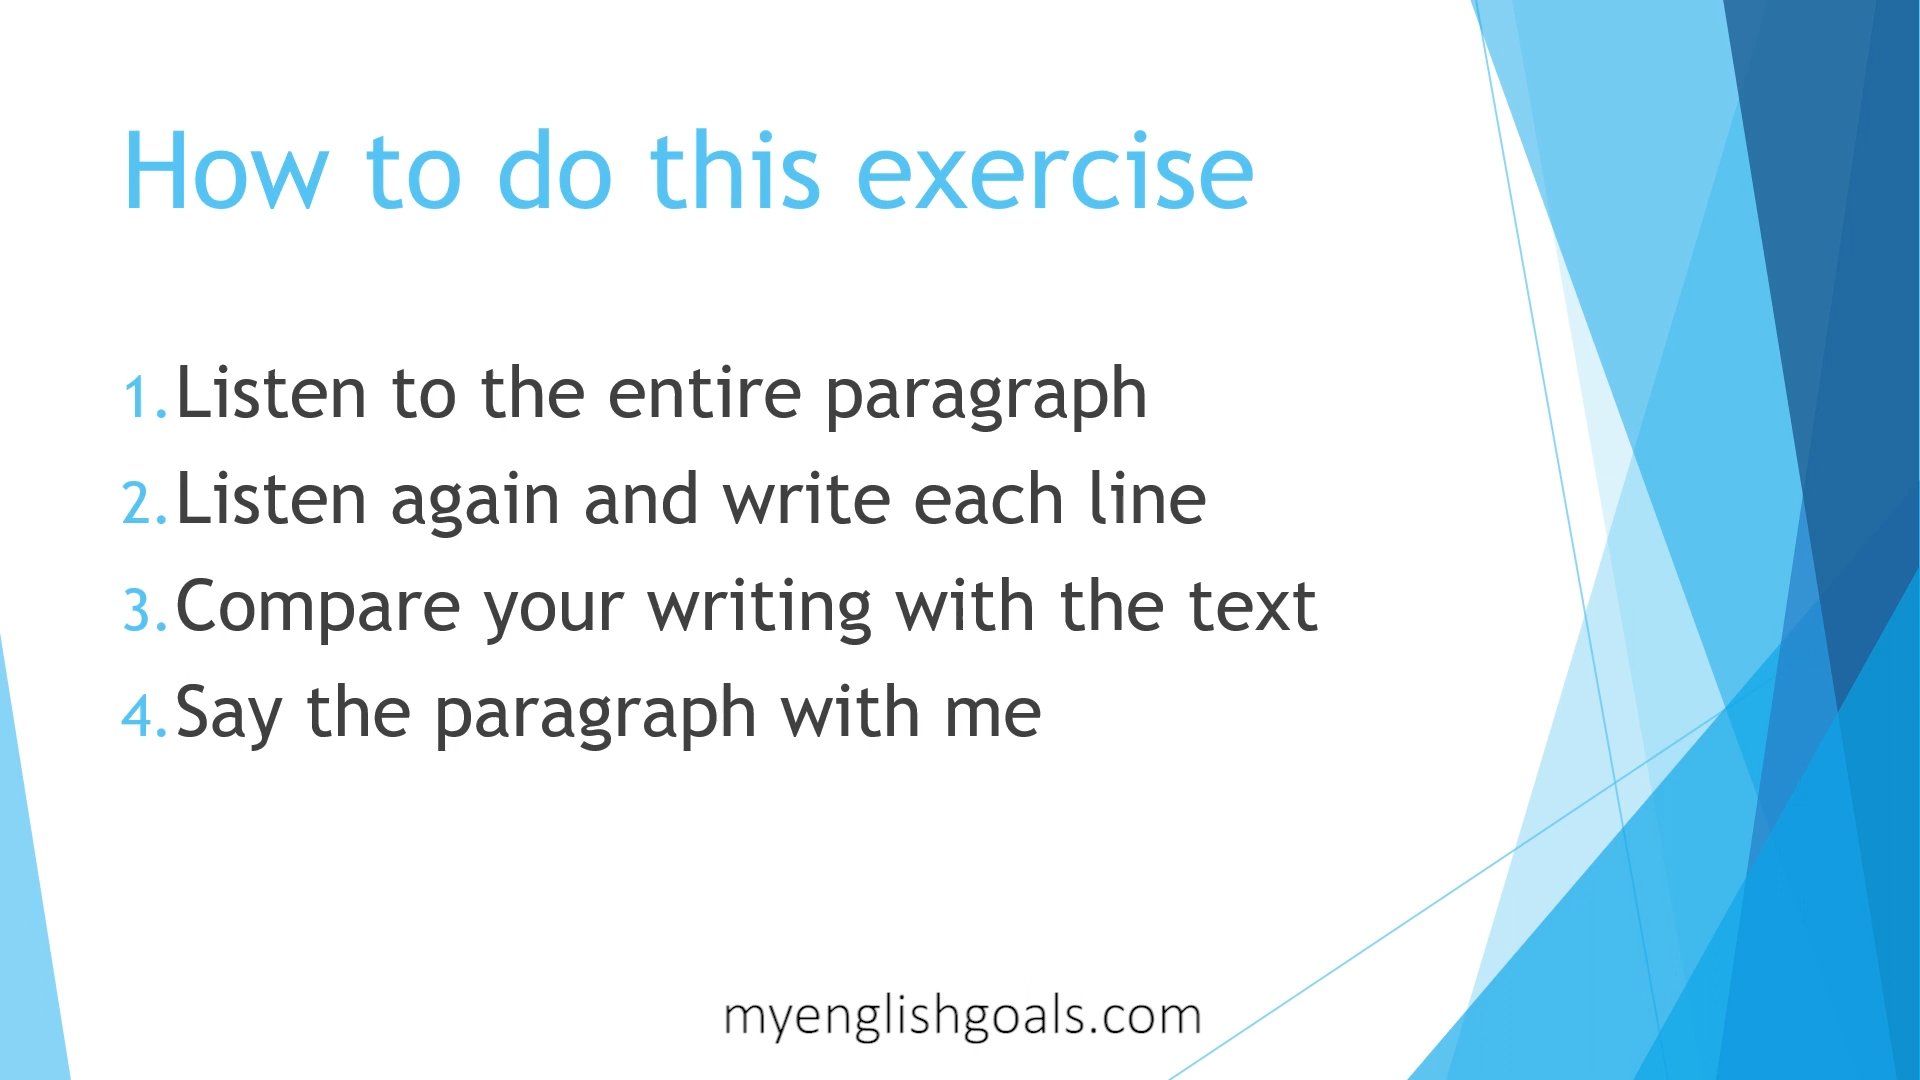 How to do this exercise
1. Listen to the entire paragraph
2. Listen again and write each line
3. Compare your writing with the text
4. Say the paragraph with me
myenglishgoals.com